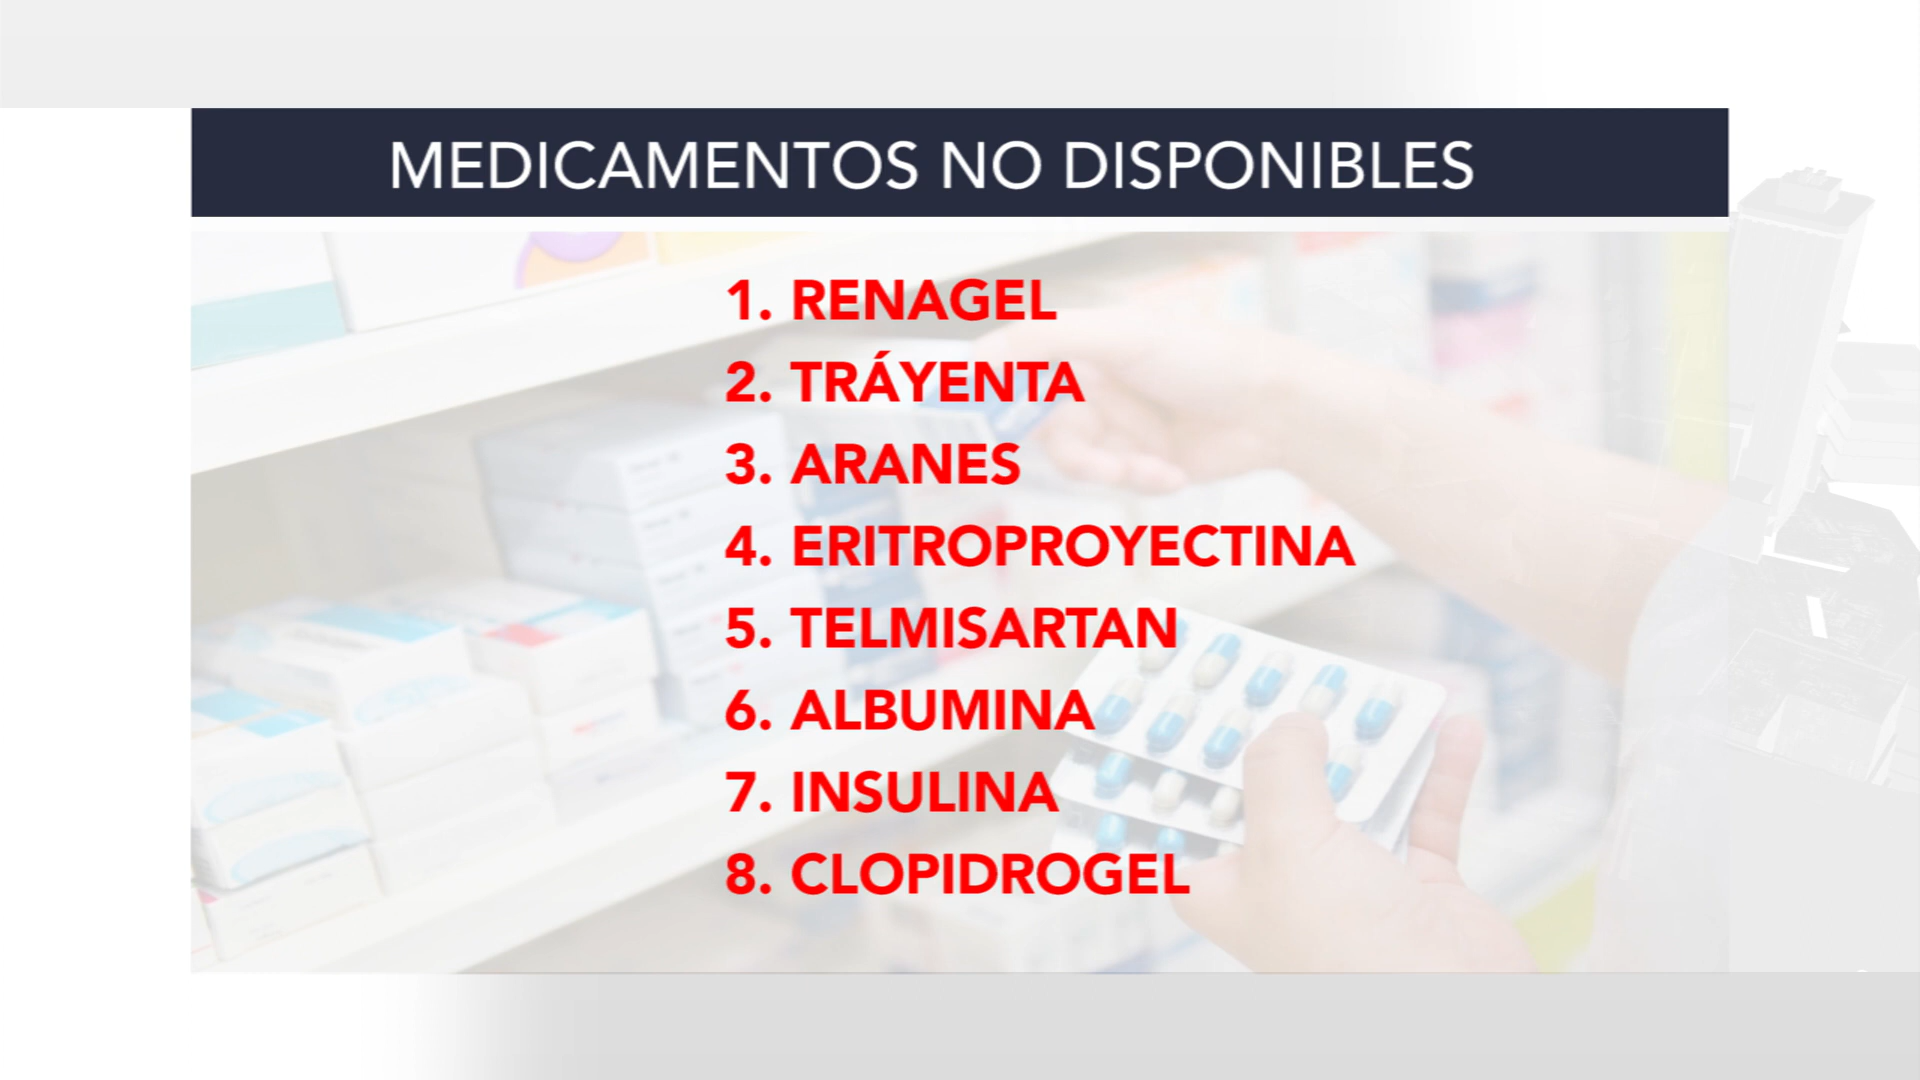 MEDICAMENTOS NO DISPONIBLES
1. RENAGEL
2. TRÁYENTA
3. ARANES
4. ERITROPROYECTINA
5. TELMISARTAN
6. ALBUMINA
7. INSULINA
8. CLOPIDROGEL